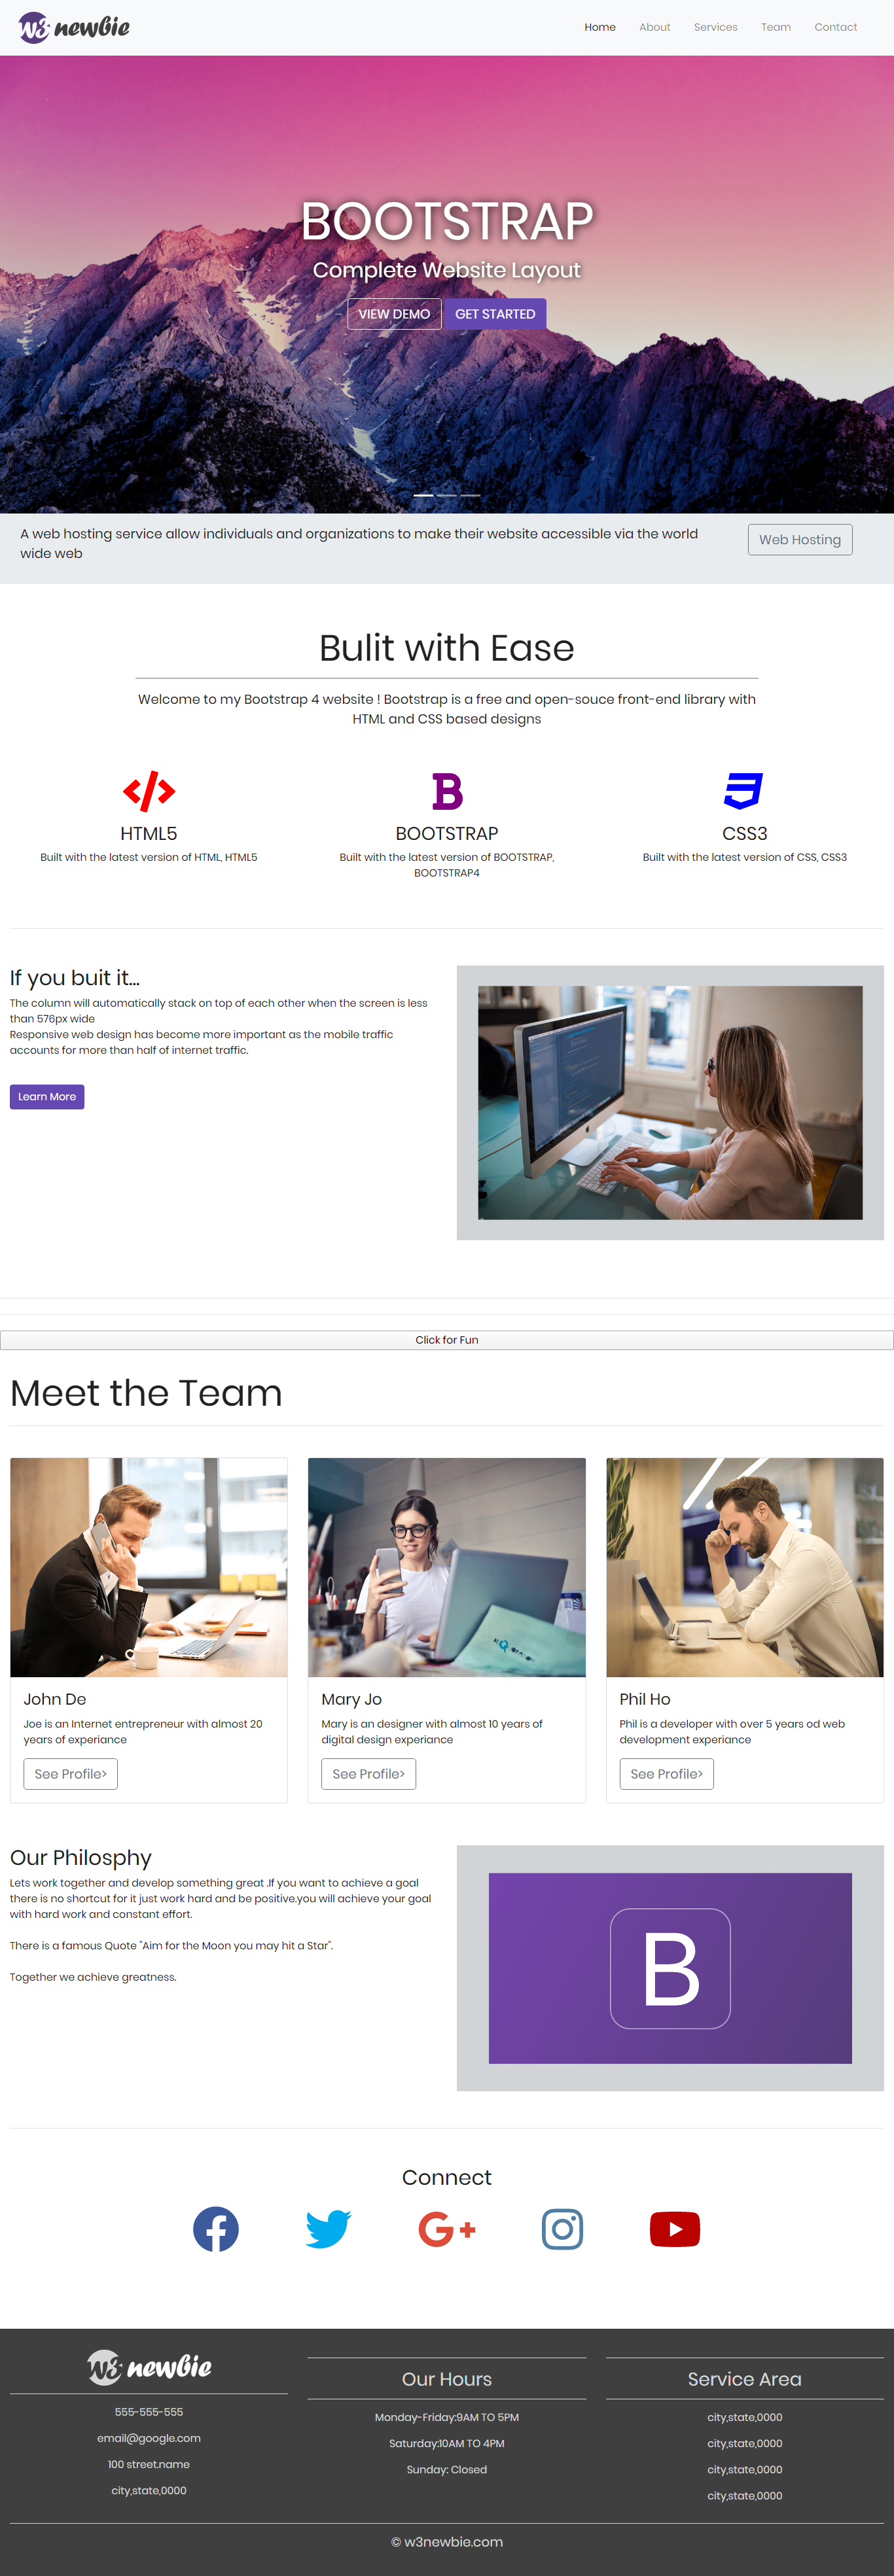 W3 newbie
Home About Services Team Contact
BOOTSTRAP
Complete Website Layout
VIEW DEMO GET STARTED
A web hosting service allow individuals and organizations to make their website accessible via the world
wide web
Web Hosting
Bulit with Ease
Welcome to my Bootstrap 4 website ! Bootstrap is a free and open-souce front-end library with
HTML and CSS based designs
HTML5
Built with the latest version of HTML, HTML5
BOOTSTRAP
Built with the latest version of BOOTSTRAP,
BOOTSTRAP4
CSS3
Built with the latest version of CSS, CSS3
If you buit it...
The column will automatically stack on top of each other when the screen is less
than 576px wide
Responsive web design has become more important as the mobile traffic
accounts for more than half of internet traffic.
Learn More
Click for Fun
Meet the Team
John De
Joe is an Internet entrepreneur with almost 20
years of experiance
See Profile>
Mary Jo
Mary is an designer with almost 10 years of
digital design experiance
See Profile>
Phil Ho
Phil is a developer with over 5 years od web
development experiance
See Profile>
Our Philosphy
Lets work together and develop something great .If you want to achieve a goal
there is no shortcut for it just work hard and be positive.you will achieve your goal
with hard work and constant effort.
There is a famous Quote "Aim for the Moon you may hit a Star".
Together we achieve greatness.
B
Connect
W3 newbie
555-555-555
email@google.com
100 street.name
city,state,0000
Our Hours
Monday-Friday:9AM TO 5PM
Saturday:10AM TO 4PM
Sunday: Closed
Service Area
city,state,0000
city,state,0000
city,state,0000
city,state,0000
© w3newbie.com